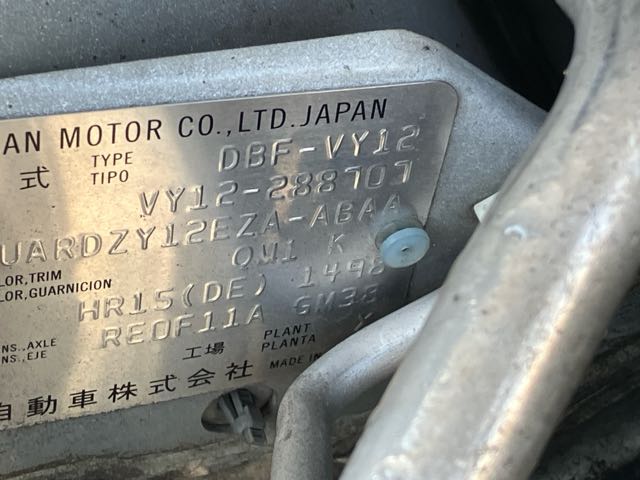 AN MOTOR CO.,LTD.JAPAN
式 TYPE TIPO DBF-VY12
VY12-288707
UARDZY12EZA-ABAA
LOR,TRIM QM1 K
LOR,GUARNICION
HR15(DE) 1498
NS.,AXLE NS.,EJE RE0F11A GM38
工場 PLANT PLANTA
自動車株式会社 MADE IN